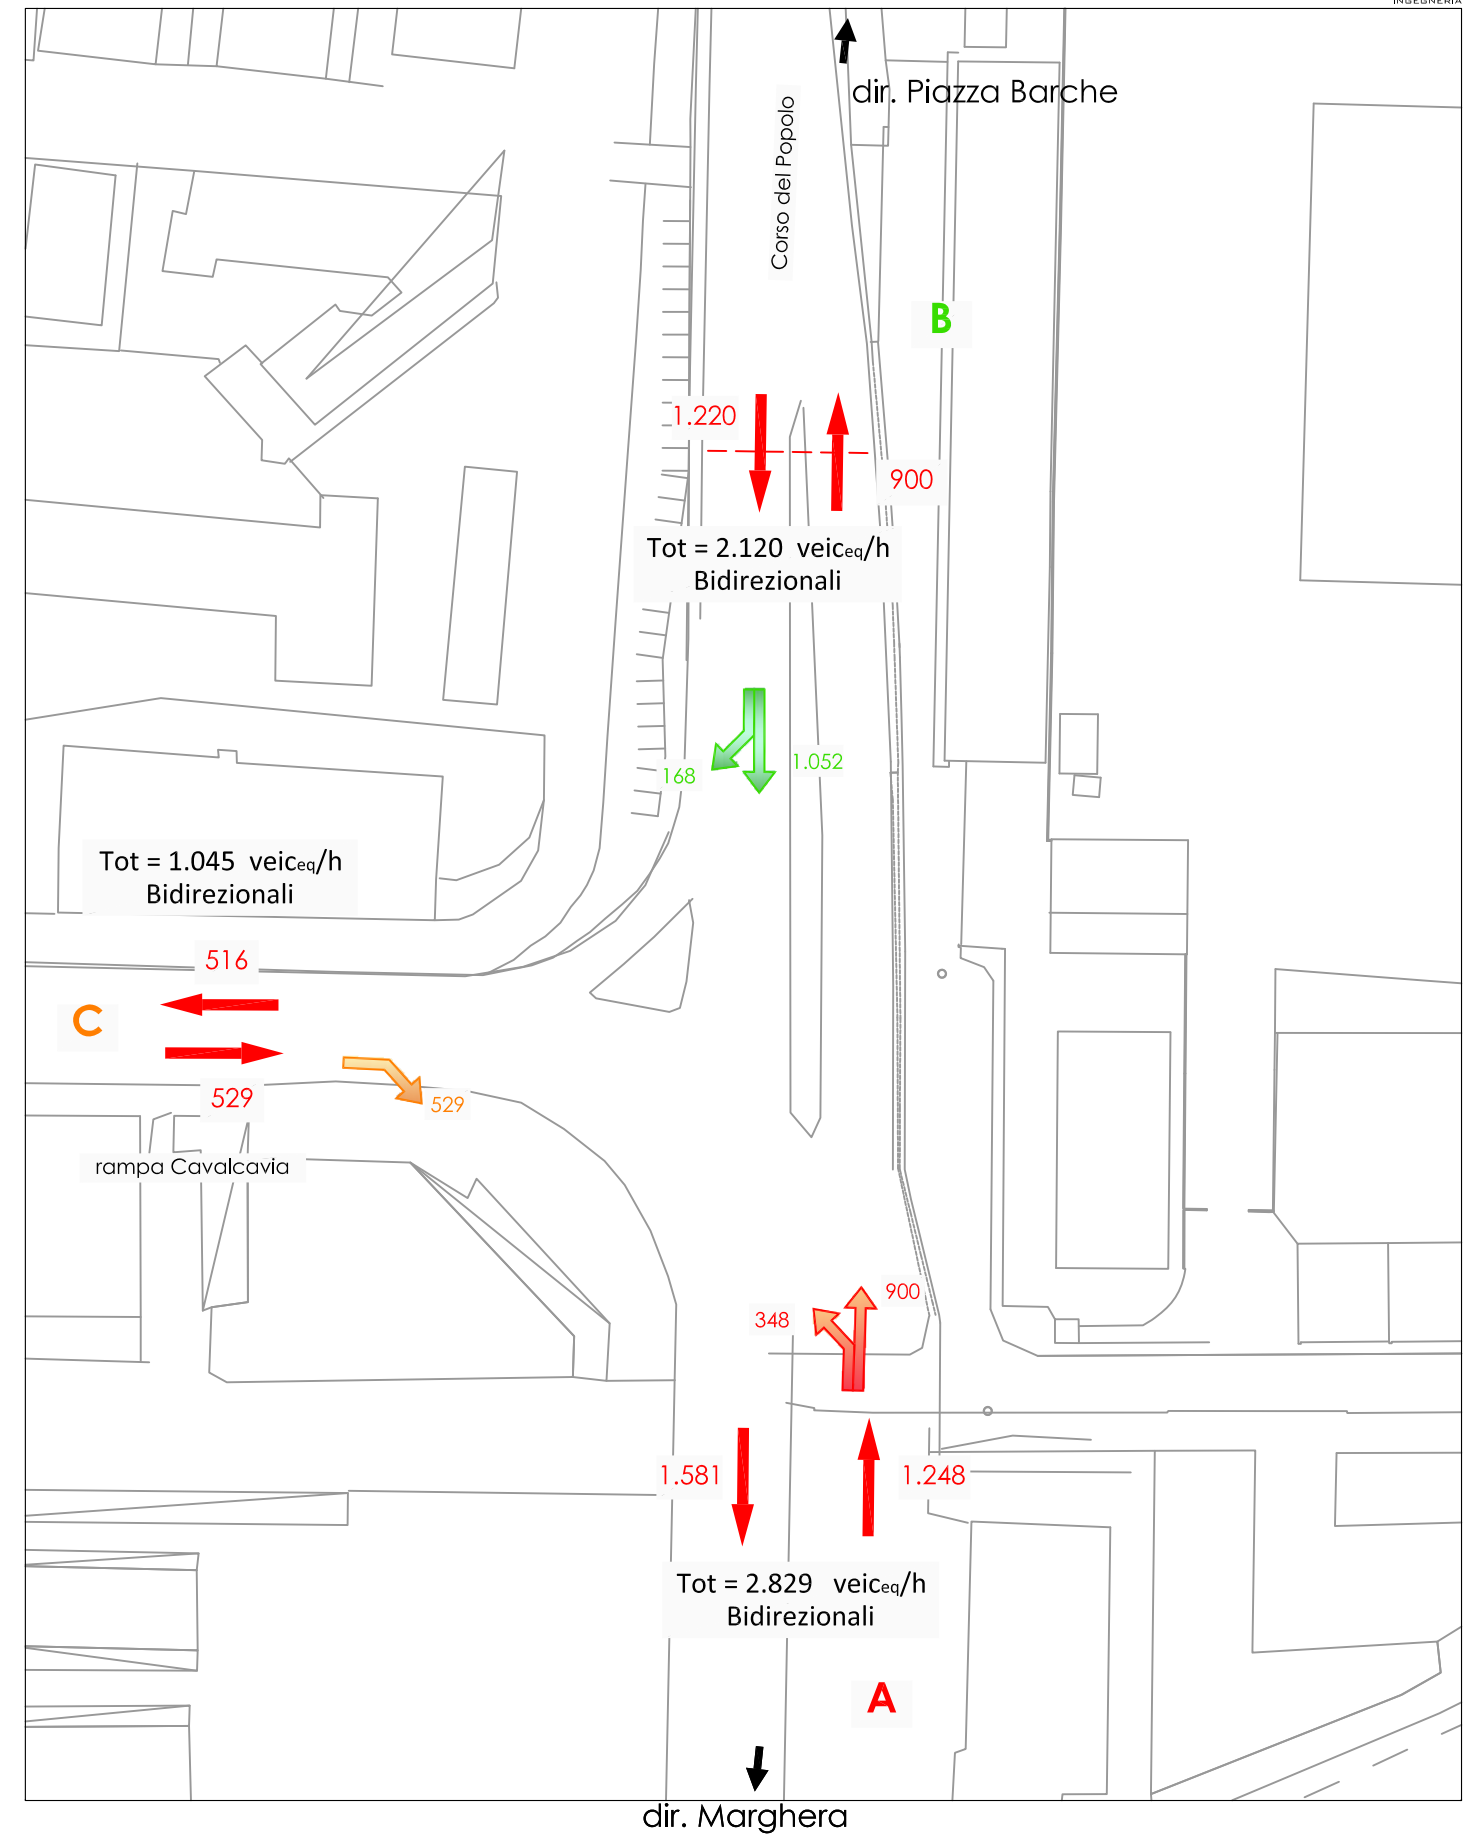 INGEGNERIA
dir. Piazza Barche
Corso del Popolo
B
1.220
900
Tot = 2.120 veiceq/h
Bidirezionali
168
1.052
Tot = 1.045 veiceq/h
Bidirezionali
516
C
529
529
rampa Cavalcavia
900
348
1.581
1.248
Tot = 2.829 veiceq/h
Bidirezionali
A
dir. Marghera